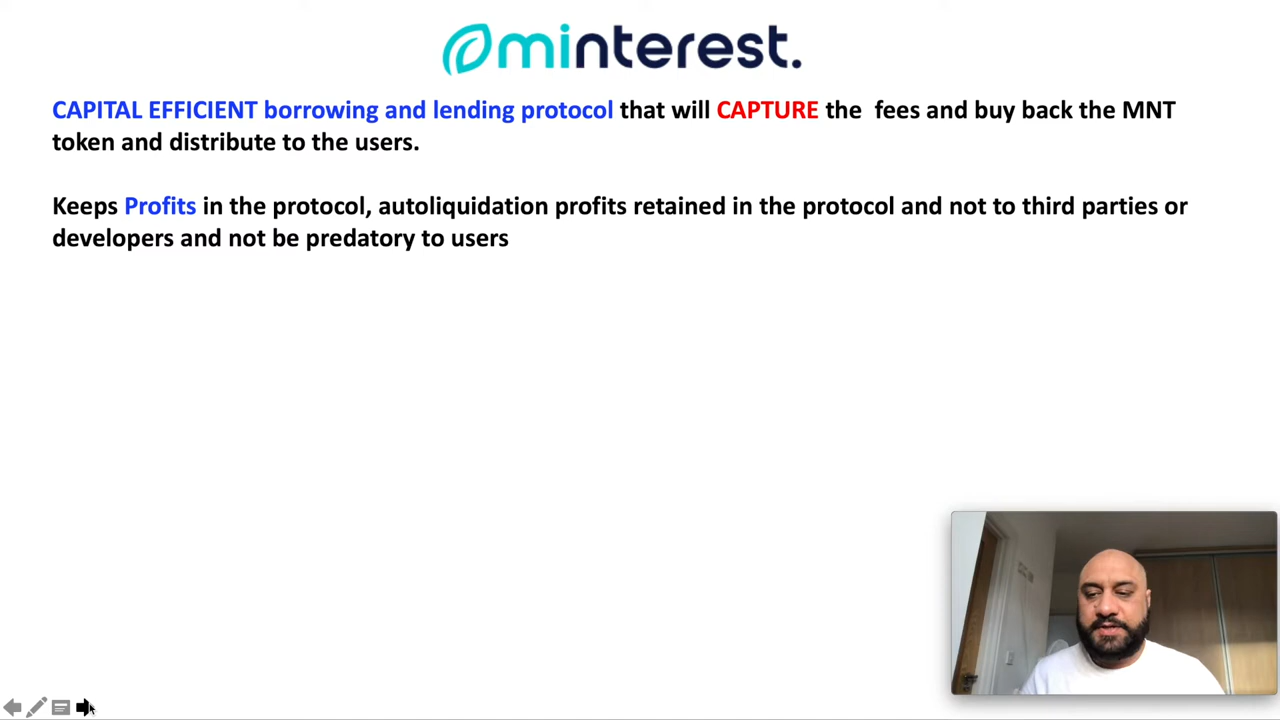 minterest.
CAPITAL EFFICIENT borrowing and lending protocol that will CAPTURE the  fees and buy back the MNT
token and distribute to the users.
Keeps Profits in the protocol, autoliquidation profits retained in the protocol and not to third parties or
developers and not be predatory to users